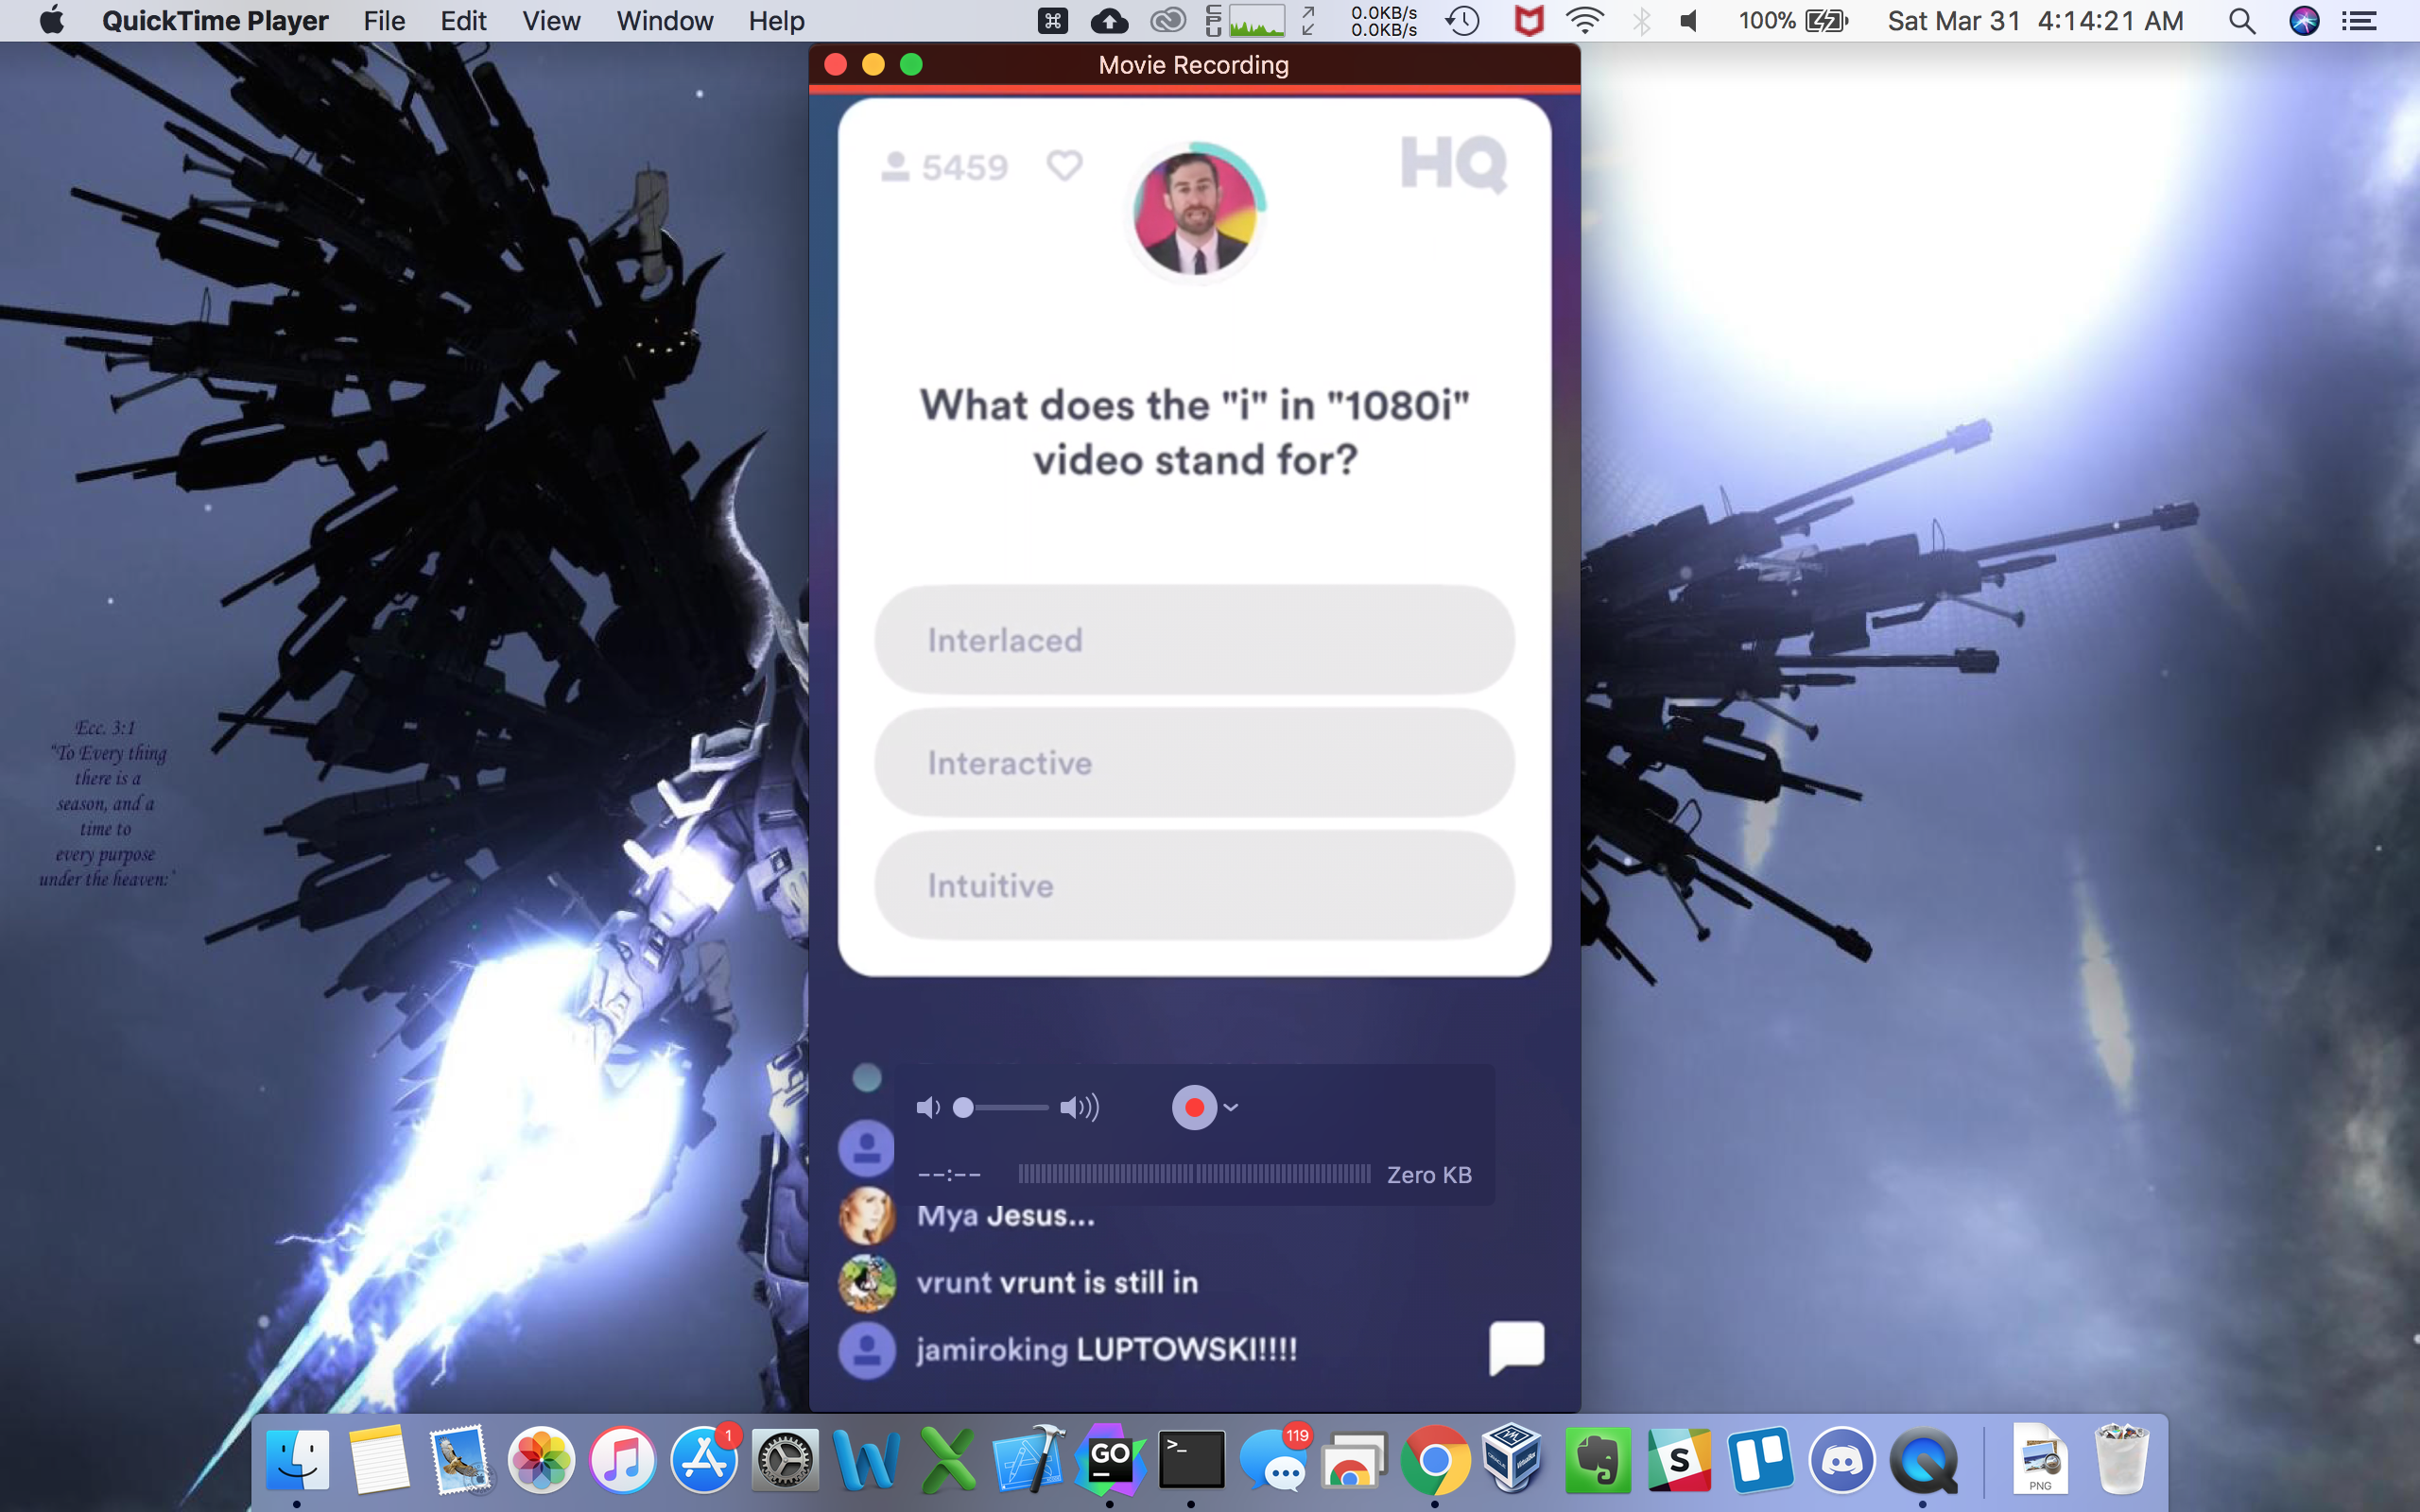 QuickTime Player File Edit View Window Help CPU 0.0KB/s 0.0KB/s 100% Sat Mar 31 4:14:21 AM
Movie Recording
5459 HQ
What does the "i" in "1080i"
video stand for?
Interlaced
Interactive
Intuitive
Ecc. 3:1
"To Every thing
there is a
season, and a
time to
every purpose
under the heaven:"
--:-- Zero KB
Mya Jesus...
vrunt vrunt is still in
jamiroking LUPTOWSKI!!!!
1
GO
>_
119
S
PNG